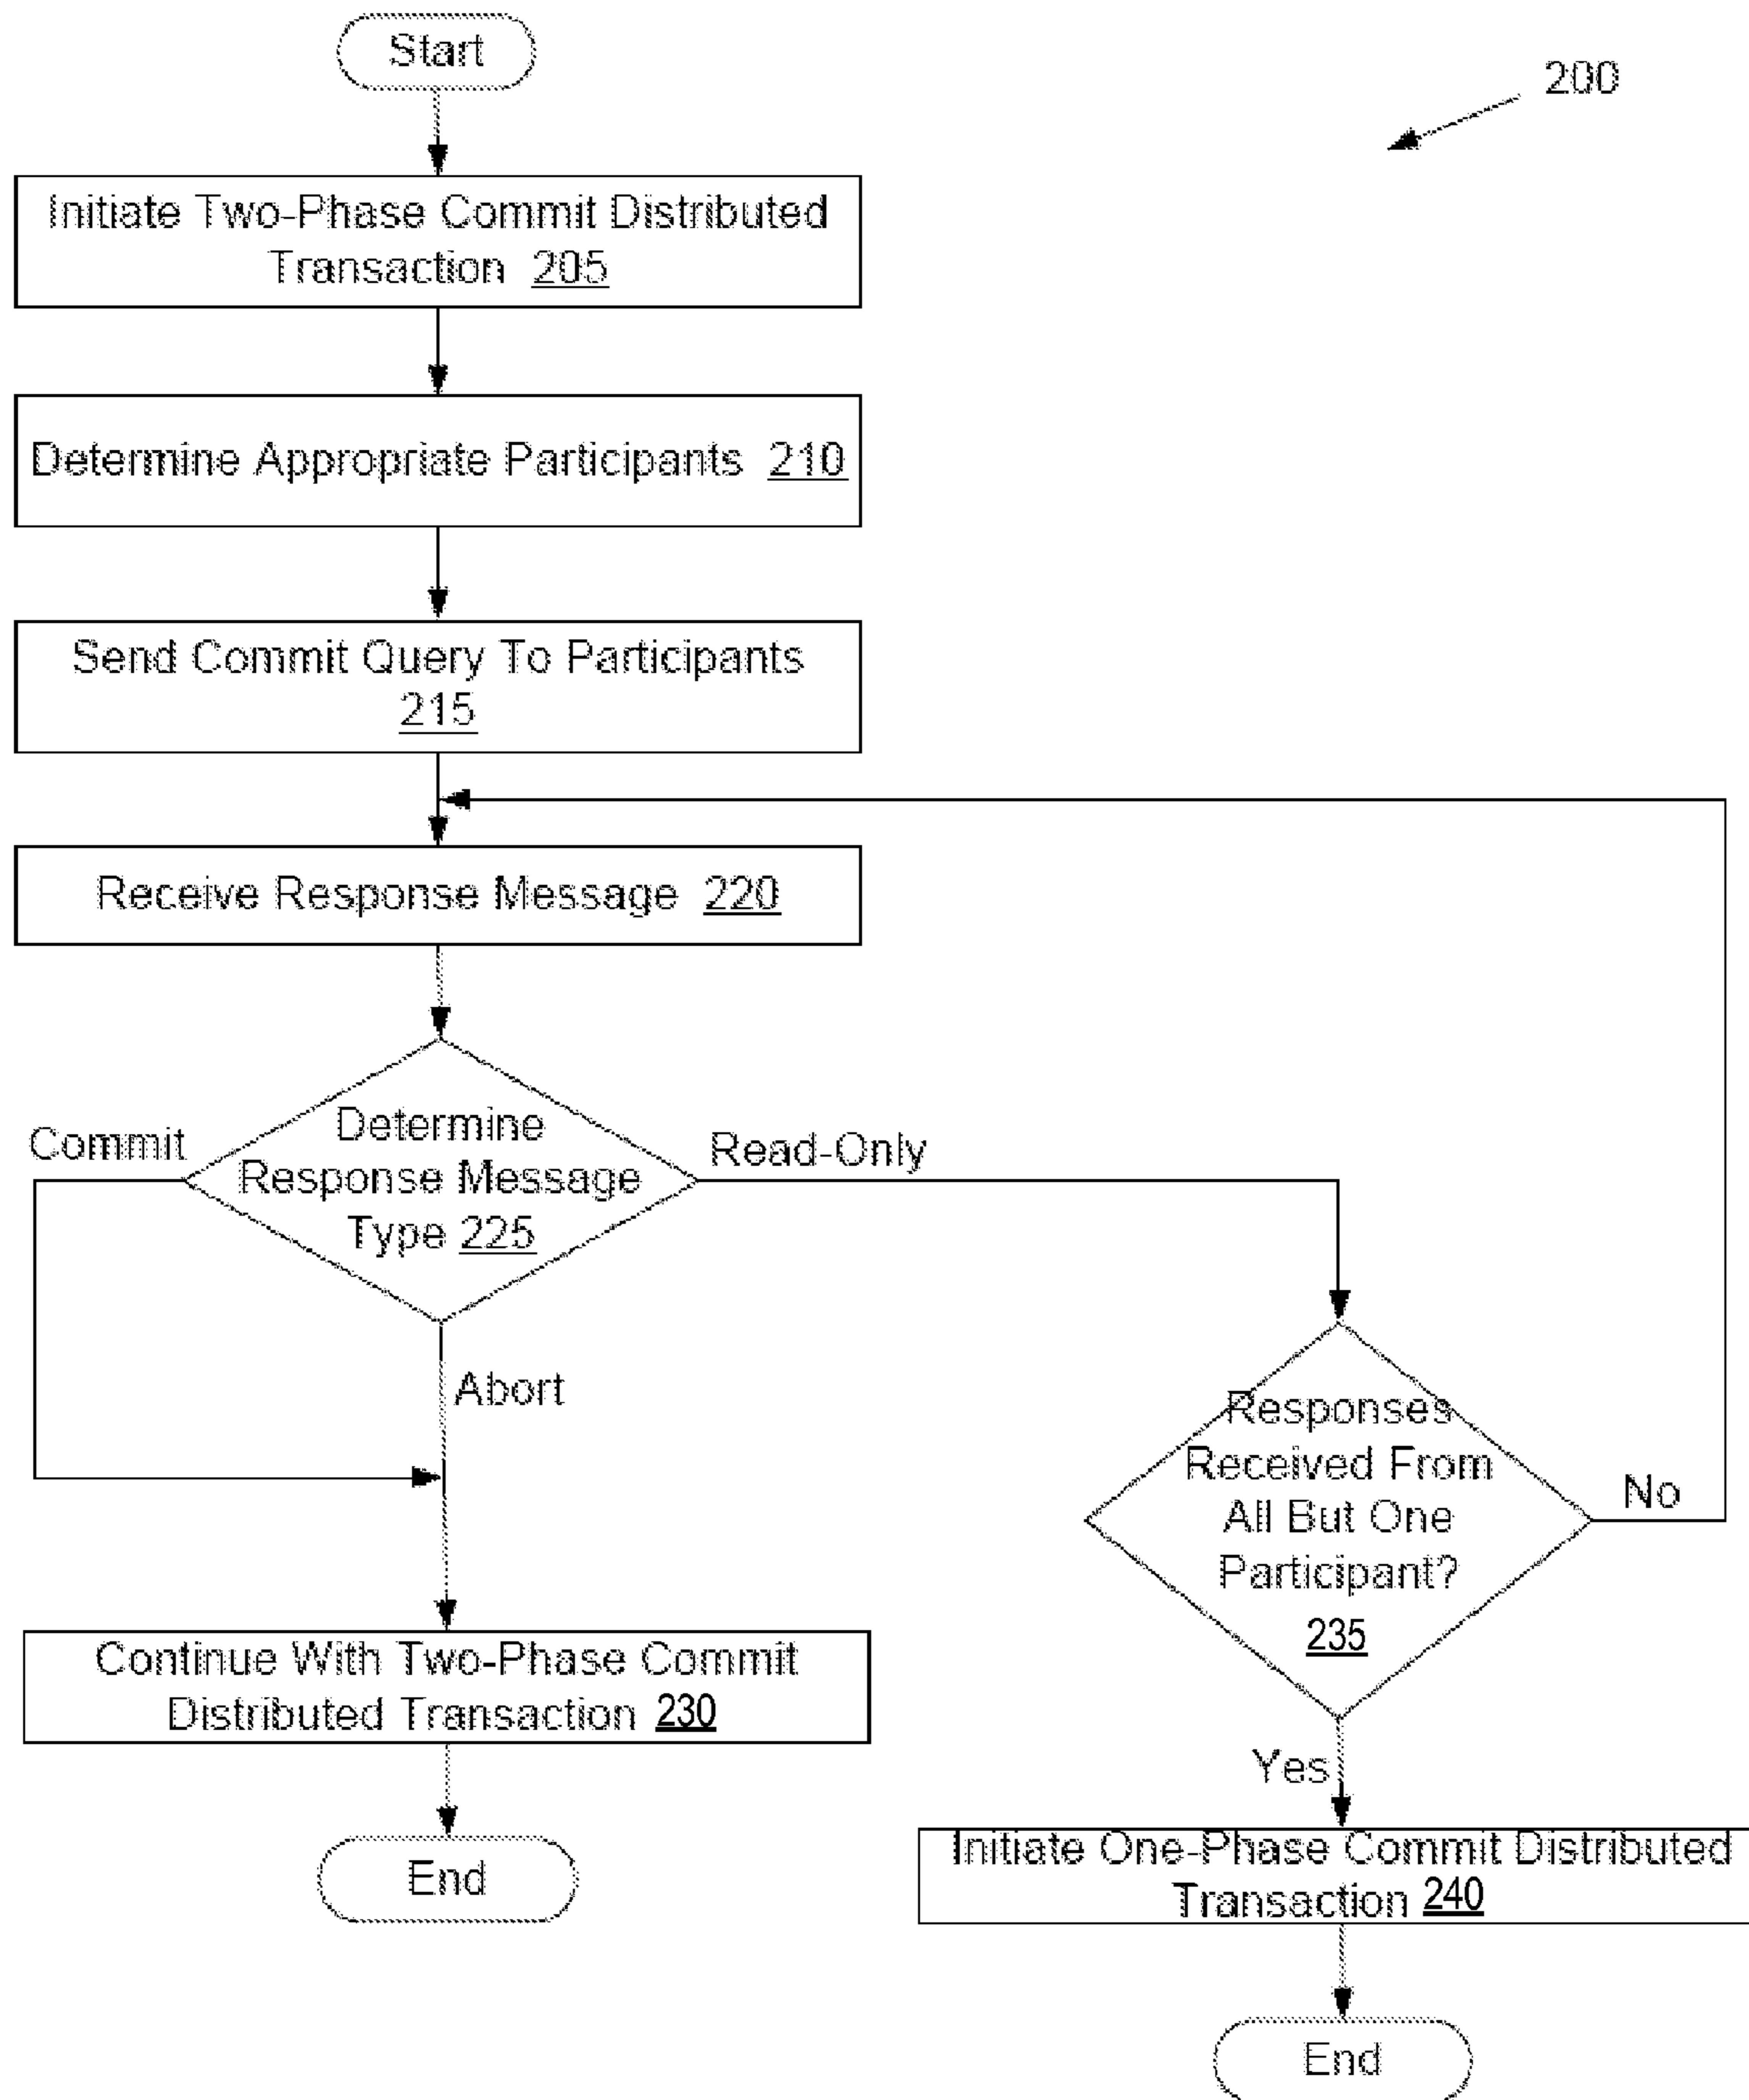 Start
200
Initiate Two-Phase Commit Distributed
Transaction 205
Determine Appropriate Participants 210
Send Commit Query To Participants
215
Receive Response Message 220
Determine
Response Message
Type 225
Commit
Read-Only
Abort
Responses
Received From
All But One
Participant?
235
No
Yes
Continue With Two-Phase Commit
Distributed Transaction 230
End
Initiate One-Phase Commit Distributed
Transaction 240
End